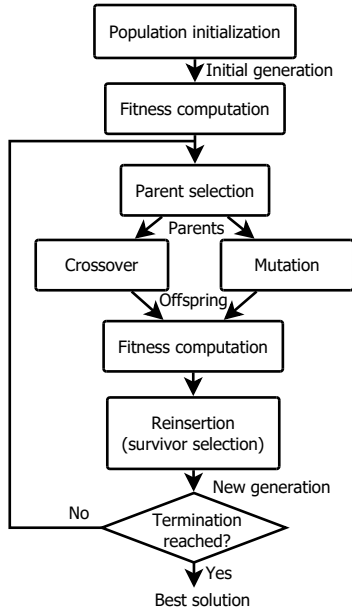 Population initialization
Initial generation
Fitness computation
Parent selection
Parents
Crossover
Mutation
Offspring
Fitness computation
Reinsertion
(survivor selection)
New generation
No
Termination
reached?
Yes
Best solution